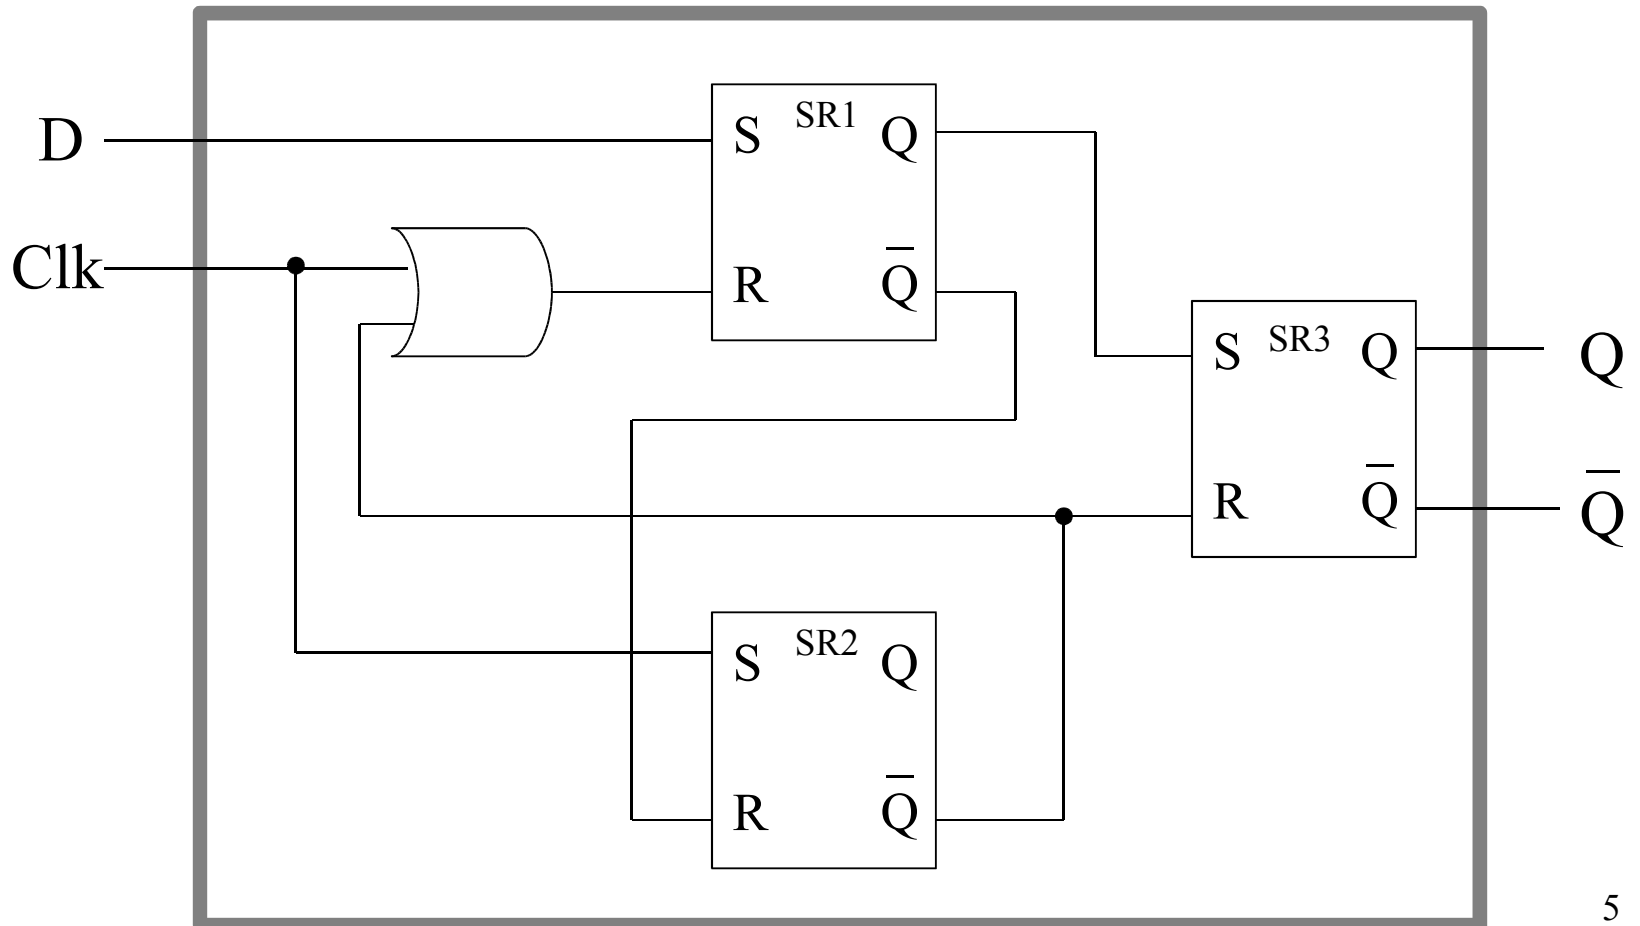 D
Clk
S SR1 Q
R Q̅
S SR3 Q
R Q̅
Q
Q̅
S SR2 Q
R Q̅
5